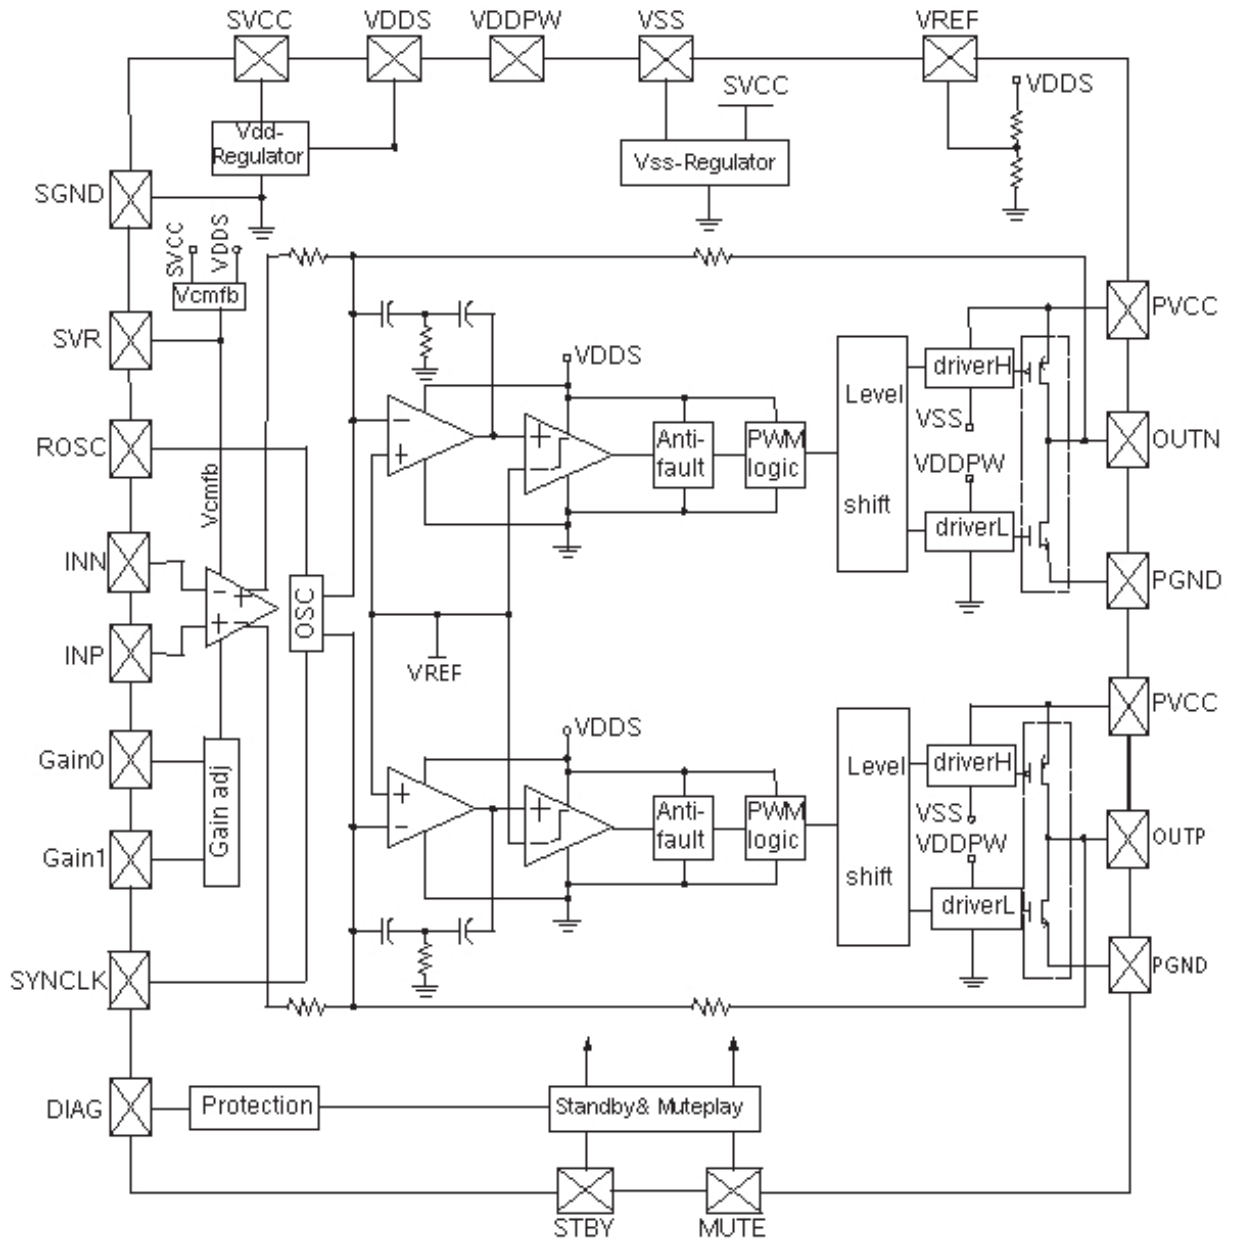 SVCC
VDDS
VDDPW
VSS
VREF
SVCC
VDDS
Vdd-
Regulator
Vss-Regulator
SGND
SVCC
VDDS
Vcmfb
SVR
PVCC
VDDS
driverH
Level
shift
VSS
VDDPW
driverL
Anti-
fault
PWM
logic
OUTN
ROSC
Vcmfb
- +
+ -
-
+
+
-
INN
OSC
PGND
INP
VREF
PVCC
Gain0
Gain adj
VDDS
driverH
Level
shift
VSS
VDDPW
driverL
+
-
+
-
Anti-
fault
PWM
logic
OUTP
Gain1
SYNCLK
PGND
DIAG
Protection
Standby& Muteplay
STBY
MUTE